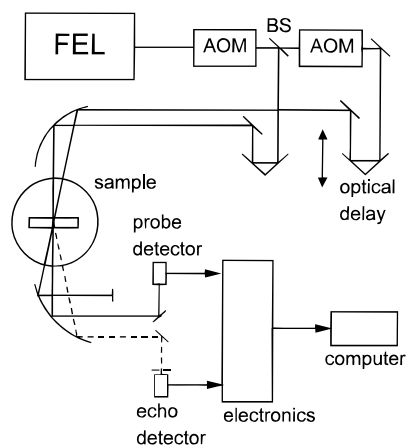 FEL
AOM
BS
AOM
sample
optical
delay
probe
detector
computer
echo
detector
electronics